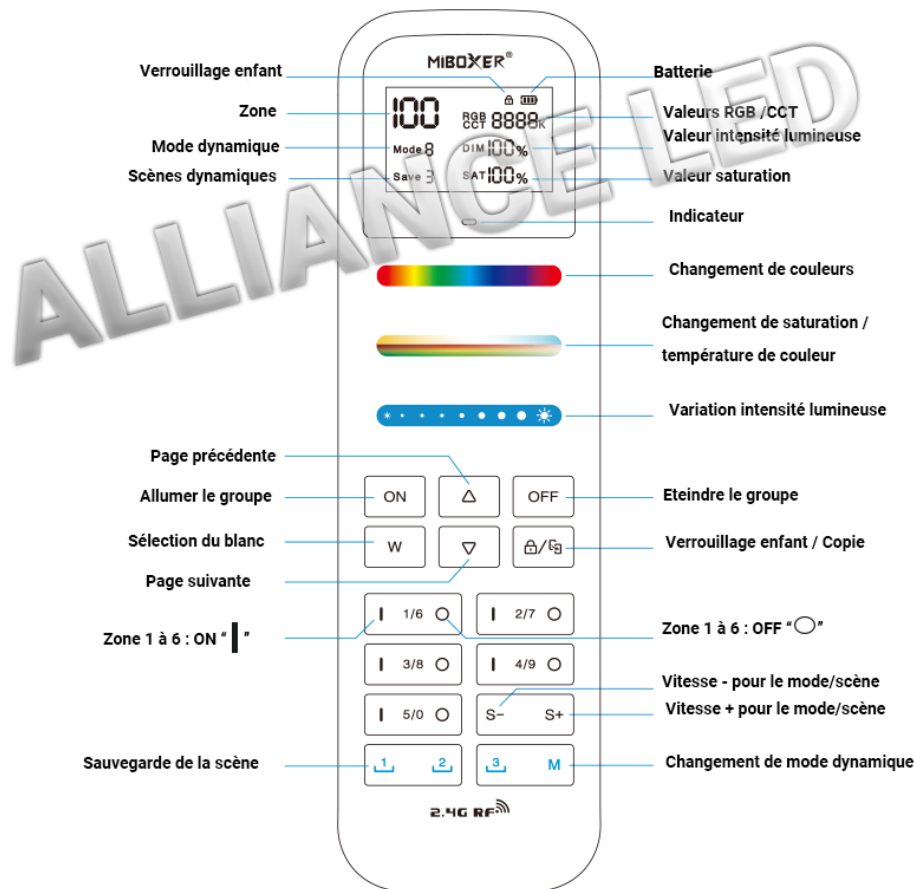 MIBOXER®
Verrouillage enfant
Batterie
Zone
100
RGB
CCT 8888K
Valeurs RGB /CCT
Valeur intensité lumineuse
Mode dynamique
Mode 8
DIM 100%
Scènes dynamiques
Save 3
SAT 100%
Valeur saturation
Indicateur
ALLIANCE LED
Changement de couleurs
Changement de saturation /
température de couleur
Variation intensité lumineuse
Page précédente
Allumer le groupe
ON
OFF
Eteindre le groupe
Sélection du blanc
W
Verrouillage enfant / Copie
Page suivante
1/6
2/7
Zone 1 à 6 : ON “ | ”
Zone 1 à 6 : OFF “○”
3/8
4/9
Vitesse - pour le mode/scène
5/0
S-
S+
Vitesse + pour le mode/scène
Sauvegarde de la scène
1
2
3
M
Changement de mode dynamique
2.4G RF